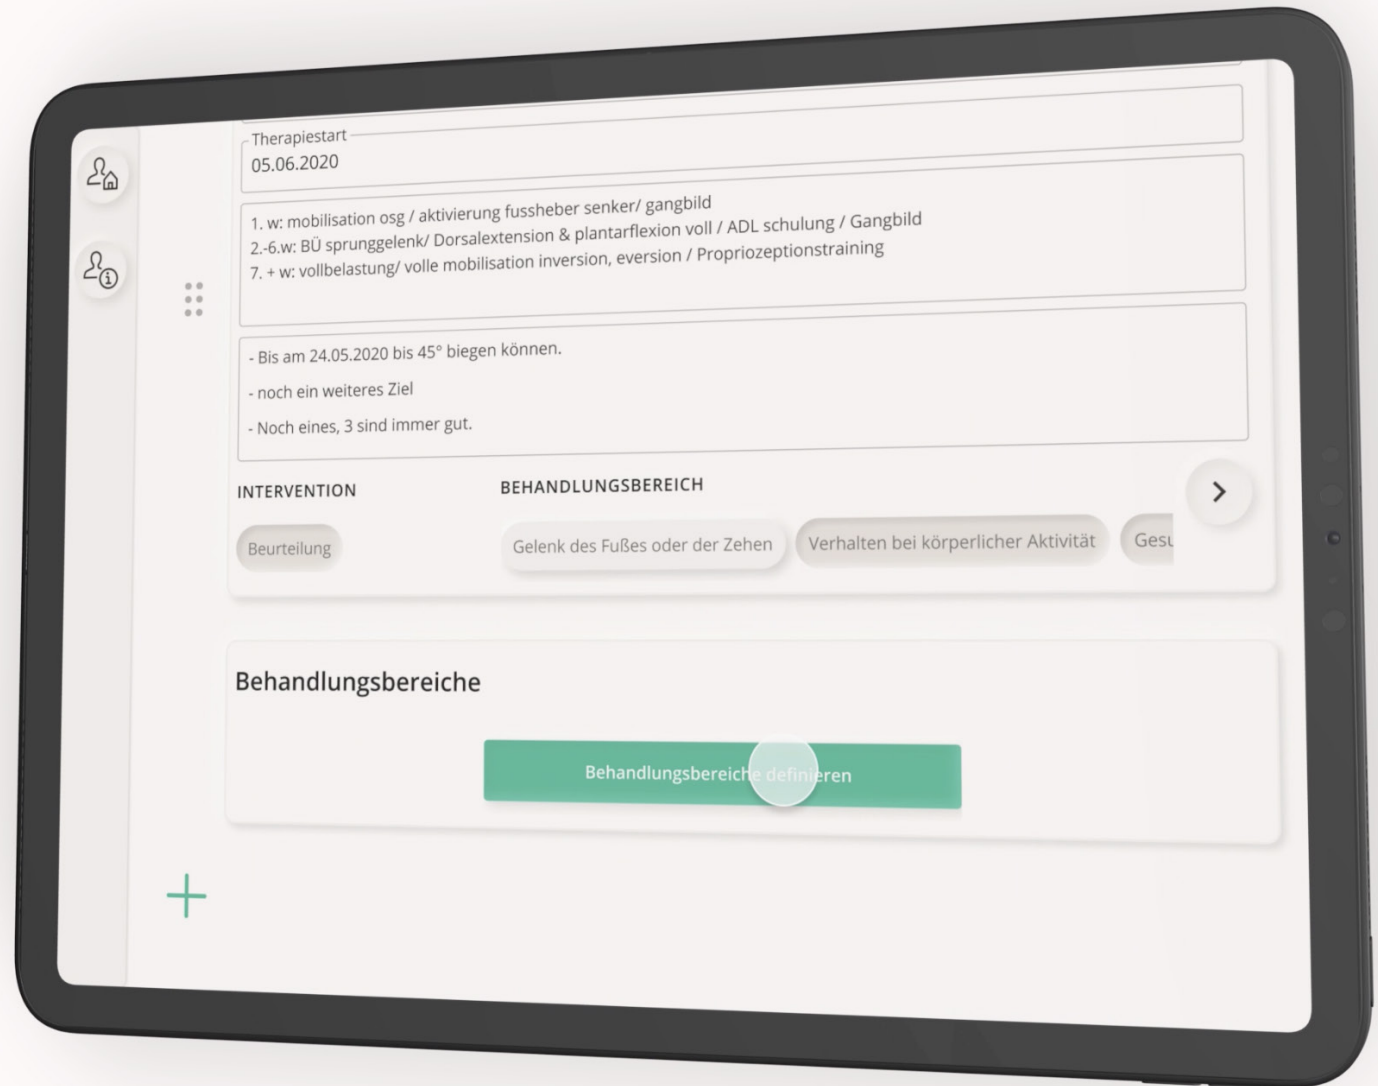 Therapiestart
05.06.2020
1. w: mobilisation osg / aktivierung fussheber senker/ gangbild
2.-6.w: BÜ sprunggelenk/ Dorsalextension & plantarflexion voll / ADL schulung / Gangbild
7. + w: vollbelastung/ volle mobilisation inversion, eversion / Propriozeptionstraining
- Bis am 24.05.2020 bis 45° biegen können.
- noch ein weiteres Ziel
- Noch eines, 3 sind immer gut.
INTERVENTION
BEHANDLUNGSBEREICH
Beurteilung
Gelenk des Fußes oder der Zehen
Verhalten bei körperlicher Aktivität
Behandlungsbereiche
Behandlungsbereiche definieren